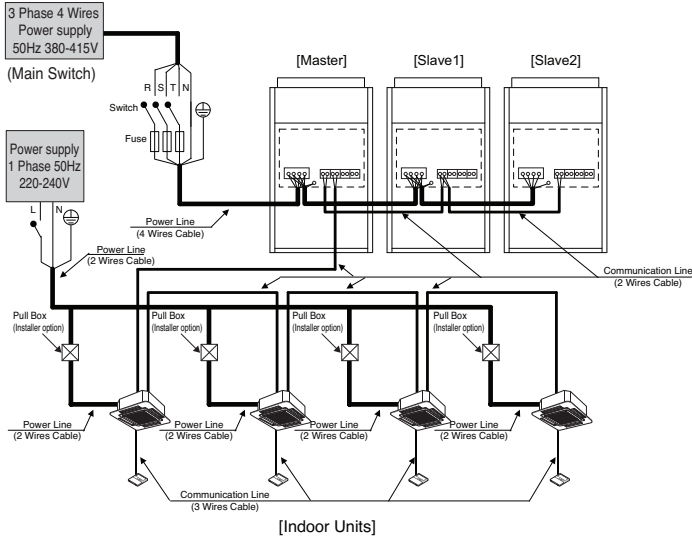 3 Phase 4 Wires
Power supply
50Hz 380-415V
(Main Switch)
R S T N
Switch
Fuse
[Master]
[Slave1]
[Slave2]
Power supply
1 Phase 50Hz
220-240V
L N
Power Line
(4 Wires Cable)
Power Line
(2 Wires Cable)
Communication Line
(2 Wires Cable)
Pull Box
(Installer option)
Pull Box
(Installer option)
Pull Box
(Installer option)
Pull Box
(Installer option)
Power Line
(2 Wires Cable)
Power Line
(2 Wires Cable)
Power Line
(2 Wires Cable)
Power Line
(2 Wires Cable)
Communication Line
(3 Wires Cable)
[Indoor Units]